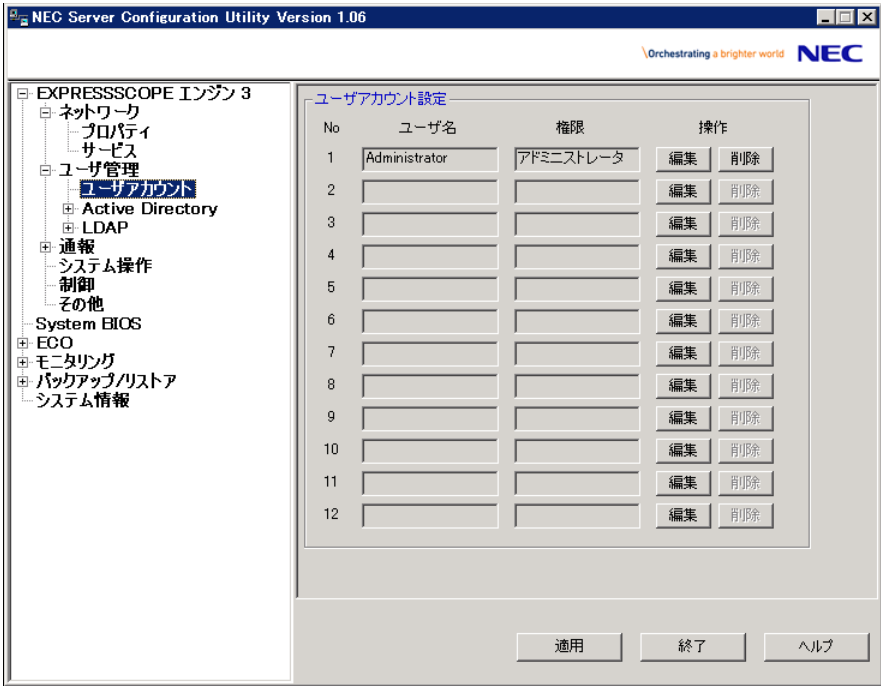 NEC Server Configuration Utility Version 1.06
\Orchestrating a brighter world NEC
EXPRESSSCOPE エンジン 3
ネットワーク
プロパティ
サービス
ユーザ管理
ユーザアカウント
Active Directory
LDAP
通報
システム操作
制御
その他
System BIOS
ECO
モニタリング
バックアップ/リストア
システム情報
ユーザアカウント設定
No ユーザ名 権限 操作
1 Administrator アドミニストレータ 編集 削除
2 編集 削除
3 編集 削除
4 編集 削除
5 編集 削除
6 編集 削除
7 編集 削除
8 編集 削除
9 編集 削除
10 編集 削除
11 編集 削除
12 編集 削除
適用 終了 ヘルプ